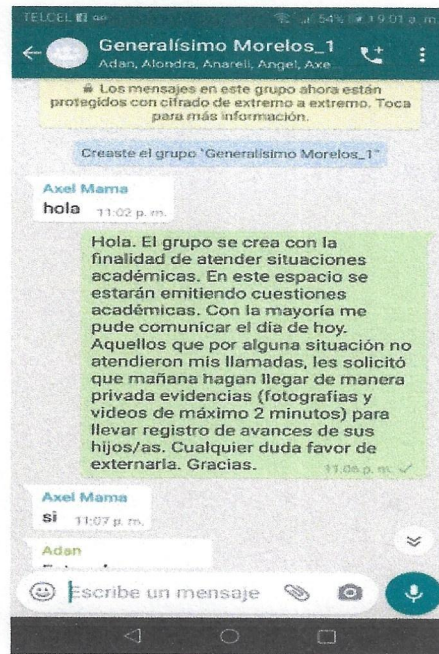 TELCEL
54% 9:01 a. m.
Generalísimo Morelos_1
Adan, Alondra, Anareli, Angel, Axe...
Los mensajes en este grupo ahora están
protegidos con cifrado de extremo a extremo. Toca
para más información.
Creaste el grupo "Generalísimo Morelos_1"
Axel Mama
hola 11:02 p. m.
Hola. El grupo se crea con la
finalidad de atender situaciones
académicas. En este espacio se
estarán emitiendo cuestiones
académicas. Con la mayoría me
pude comunicar el día de hoy.
Aquellos que por alguna situación no
atendieron mis llamadas, les solicitó
que mañana hagan llegar de manera
privada evidencias (fotografías y
videos de máximo 2 minutos) para
llevar registro de avances de sus
hijos/as. Cualquier duda favor de
externarla. Gracias.
11:06 p. m.
Axel Mama
si 11:07 p. m.
Adan
Escribe un mensaje